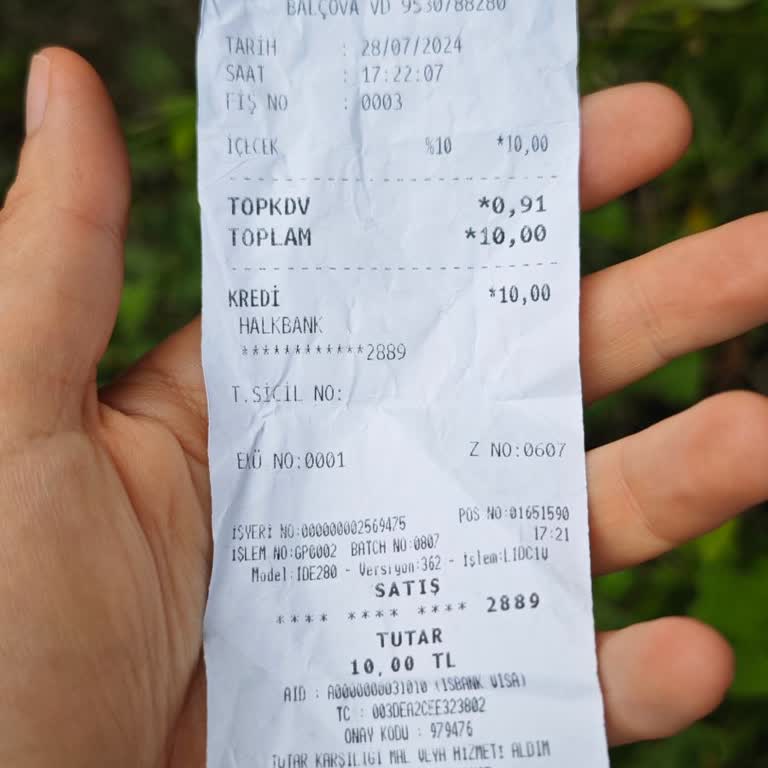 BALÇOVA VD 9530788280
TARİH : 28/07/2024
SAAT : 17:22:07
FİŞ NO : 0003
İÇECEK %10 *10,00
TOPKDV *0,91
TOPLAM *10,00
KREDİ *10,00
HALKBANK
************2889
T.SİCİL NO:
EKÜ NO:0001 Z NO:0607
İŞYERİ NO:000000002569475 POS NO:01651590
İŞLEM NO:GP0002 BATCH NO:0807 17:21
Model:IDE280 - Versiyon:362 - İşlem:L1DC1V
SATIŞ
**** **** **** 2889
TUTAR
10,00 TL
AID : A0000000031010 (ISBANK VISA)
TC : 003DEA2CEE323802
ONAY KODU : 979476
TUTAR KARŞILIĞI MAL VEYA HİZMETİ ALDIM